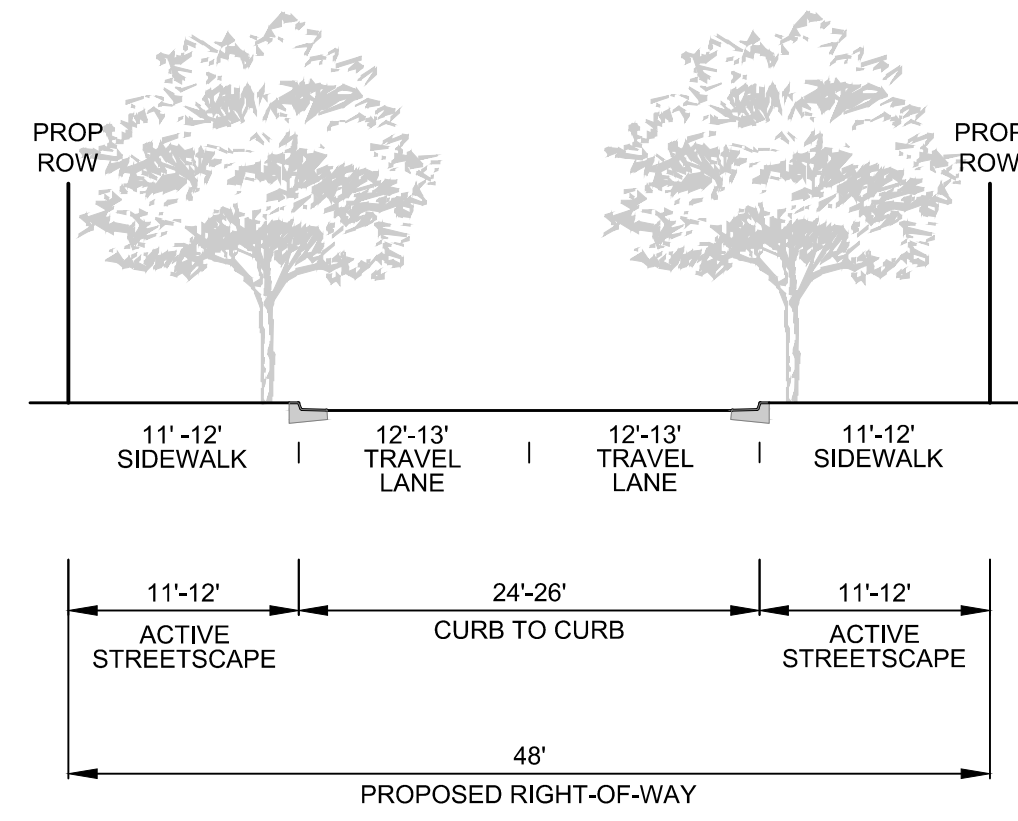 PROP
ROW
PROP
ROW
11' -12'
SIDEWALK
12'-13'
TRAVEL
LANE
12'-13'
TRAVEL
LANE
11'-12'
SIDEWALK
11'-12'
ACTIVE
STREETSCAPE
24'-26'
CURB TO CURB
11'-12'
ACTIVE
STREETSCAPE
48'
PROPOSED RIGHT-OF-WAY